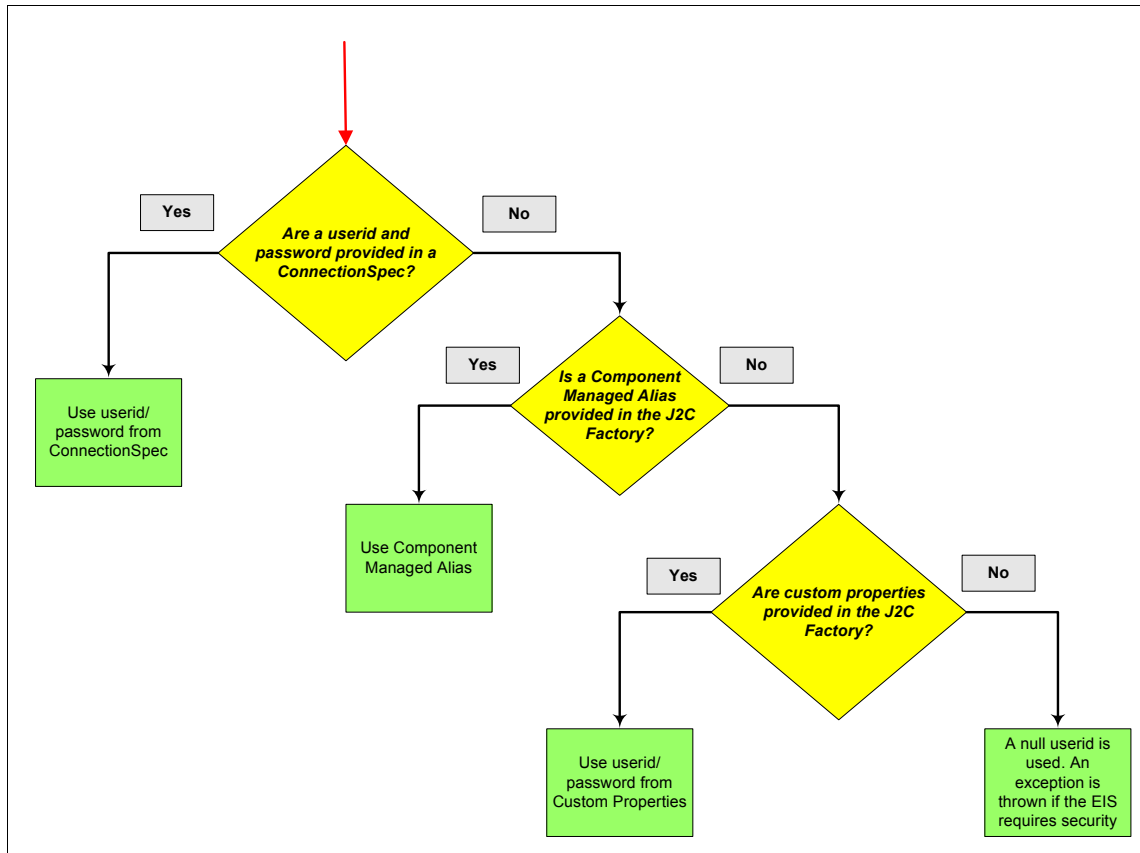 Yes
No
Are a userid and
password provided in a
ConnectionSpec?
Use userid/
password from
ConnectionSpec
Yes
No
Is a Component
Managed Alias
provided in the J2C
Factory?
Use Component
Managed Alias
Yes
No
Are custom properties
provided in the J2C
Factory?
Use userid/
password from
Custom Properties
A null userid is
used. An
exception is
thrown if the EIS
requires security